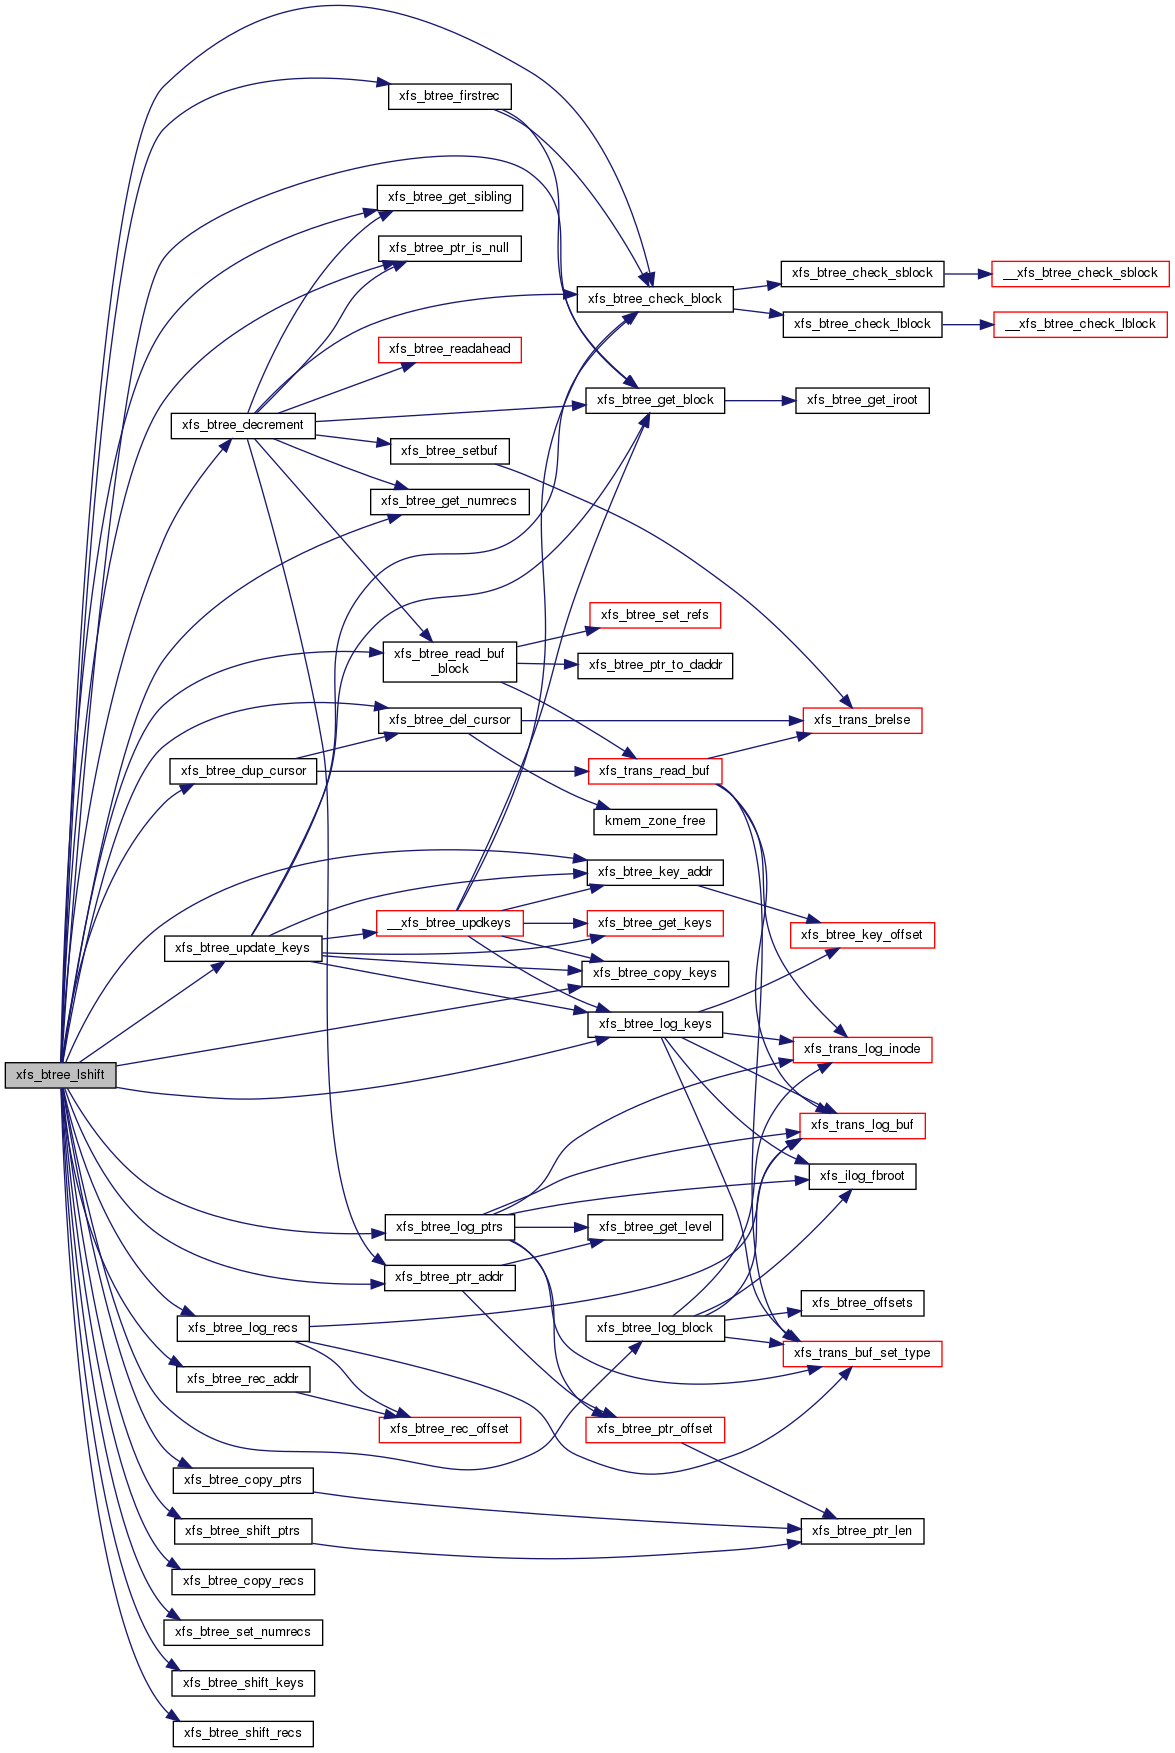 xfs_btree_firstrec
xfs_btree_get_sibling
xfs_btree_ptr_is_null
xfs_btree_check_sblock
__xfs_btree_check_sblock
xfs_btree_check_block
xfs_btree_check_lblock
__xfs_btree_check_lblock
xfs_btree_readahead
xfs_btree_get_block
xfs_btree_get_iroot
xfs_btree_decrement
xfs_btree_setbuf
xfs_btree_get_numrecs
xfs_btree_set_refs
xfs_btree_read_buf
_block
xfs_btree_ptr_to_daddr
xfs_btree_del_cursor
xfs_trans_brelse
xfs_btree_dup_cursor
xfs_trans_read_buf
kmem_zone_free
xfs_btree_key_addr
__xfs_btree_updkeys
xfs_btree_get_keys
xfs_btree_key_offset
xfs_btree_update_keys
xfs_btree_copy_keys
xfs_btree_log_keys
xfs_trans_log_inode
xfs_btree_lshift
xfs_trans_log_buf
xfs_ilog_fbroot
xfs_btree_log_ptrs
xfs_btree_get_level
xfs_btree_ptr_addr
xfs_btree_offsets
xfs_btree_log_recs
xfs_btree_log_block
xfs_trans_buf_set_type
xfs_btree_rec_addr
xfs_btree_rec_offset
xfs_btree_ptr_offset
xfs_btree_copy_ptrs
xfs_btree_shift_ptrs
xfs_btree_ptr_len
xfs_btree_copy_recs
xfs_btree_set_numrecs
xfs_btree_shift_keys
xfs_btree_shift_recs